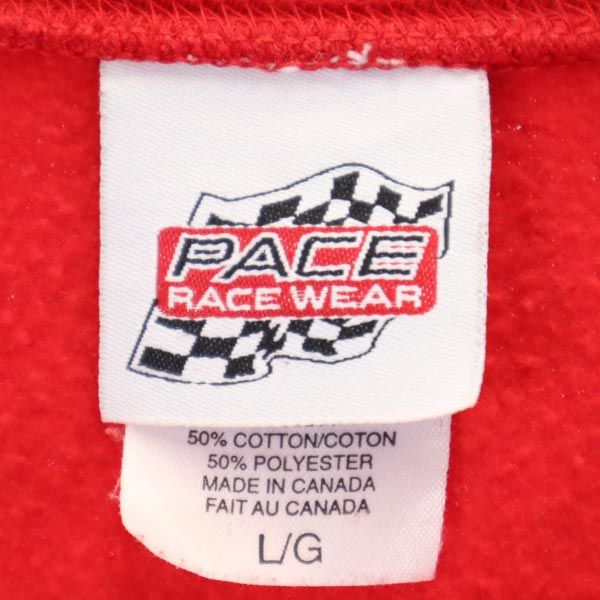 PACE
RACE WEAR
50% COTTON/COTON
50% POLYESTER
MADE IN CANADA
FAIT AU CANADA
L/G